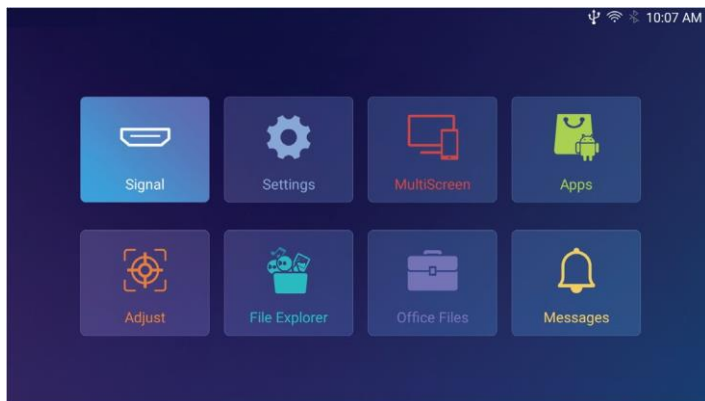 10:07 AM
Signal Settings MultiScreen Apps
Adjust File Explorer Office Files Messages